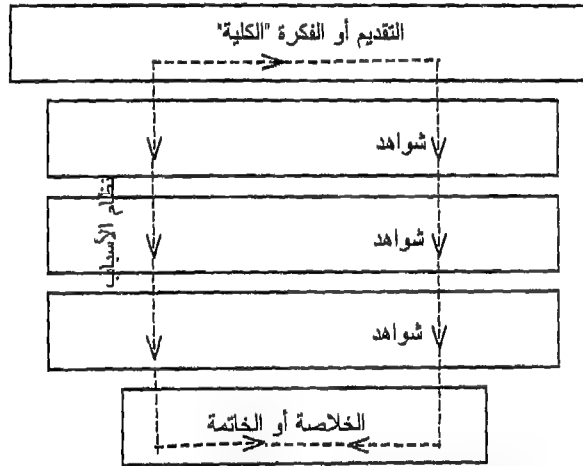 التقديم أو الفكرة "الكلية"
شواهد
نظام الأسباب
شواهد
شواهد
الخلاصة أو الخاتمة